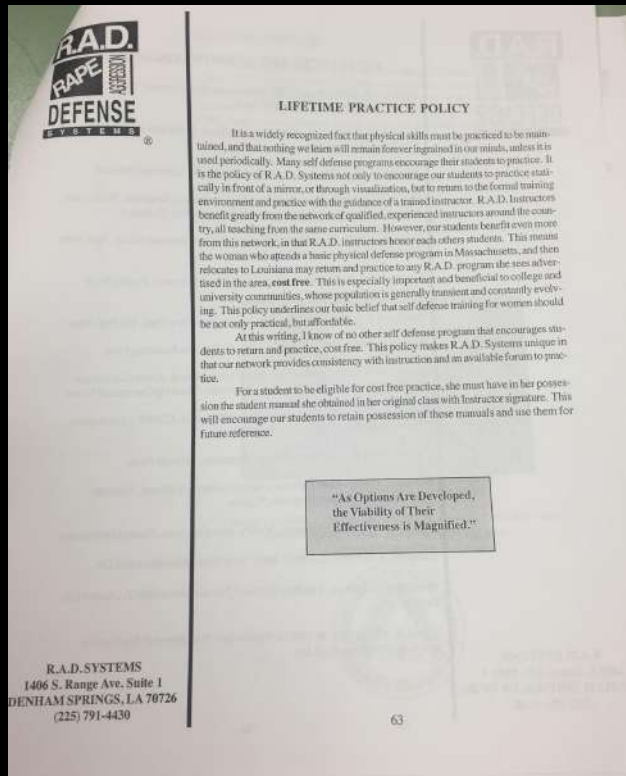 R.A.D.
RAPE
AGGRESSION
DEFENSE
SYSTEMS
®
LIFETIME PRACTICE POLICY
It is a widely recognized fact that physical skills must be practiced to be main-
tained, and that nothing we learn will remain forever ingrained in our minds, unless it is
used periodically. Many self defense programs encourage their students to practice. It
is the policy of R.A.D. Systems not only to encourage our students to practice stati-
cally in front of a mirror, or through visualization, but to return to the formal training
environment and practice with the guidance of a trained instructor. R.A.D. Instructors
benefit greatly from the network of qualified, experienced instructors around the coun-
try, all teaching from the same curriculum. However, our students benefit even more
from this network, in that R.A.D. instructors honor each others students. This means
the woman who attends a basic physical defense program in Massachusetts, and then
relocates to Louisiana may return and practice to any R.A.D. program she sees adver-
tised in the area, cost free. This is especially important and beneficial to college and
university communities, whose population is generally transient and constantly evolv-
ing. This policy underlines our basic belief that self defense training for women should
be not only practical, but affordable.
At this writing, I know of no other self defense program that encourages stu-
dents to return and practice, cost free. This policy makes R.A.D. Systems unique in
that our network provides consistency with instruction and an available forum to prac-
tice.
For a student to be eligible for cost free practice, she must have in her posses-
sion the student manual she obtained in her original class with Instructor signature. This
will encourage our students to retain possession of these manuals and use them for
future reference.
"As Options Are Developed,
the Viability of Their
Effectiveness is Magnified."
R.A.D. SYSTEMS
1406 S. Range Ave. Suite 1
DENHAM SPRINGS, LA 70726
(225) 791-4430
63